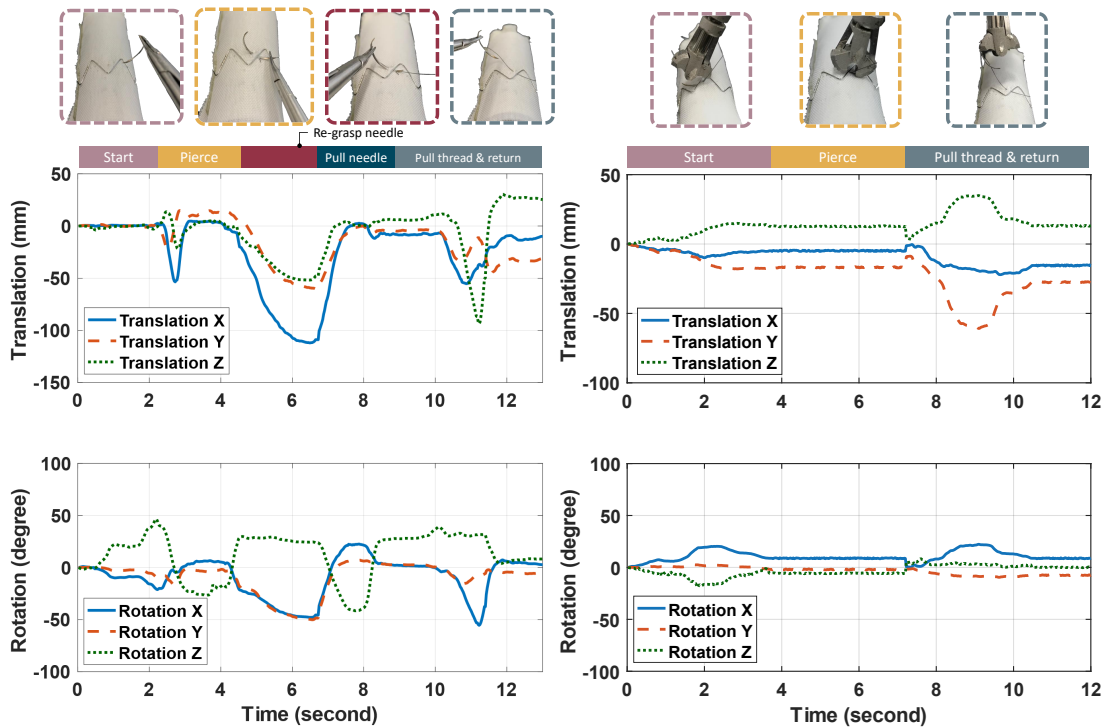 Re-grasp needle
Start Pierce Pull needle Pull thread & return
Start Pierce Pull thread & return
50
0
-50
-100
-150
Translation (mm)
Translation X
Translation Y
Translation Z
0 2 4 6 8 10 12
50
0
-50
-100
Translation (mm)
Translation X
Translation Y
Translation Z
0 2 4 6 8 10 12
100
50
0
-50
-100
Rotation (degree)
Rotation X
Rotation Y
Rotation Z
0 2 4 6 8 10 12
Time (second)
100
50
0
-50
-100
Rotation (degree)
Rotation X
Rotation Y
Rotation Z
0 2 4 6 8 10 12
Time (second)